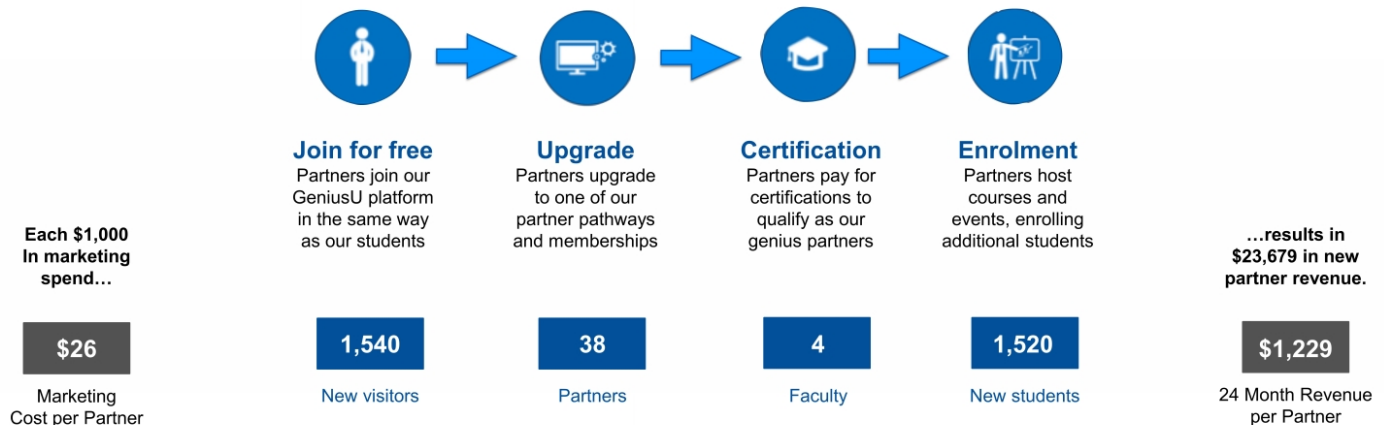 Join for free
Partners join our
GeniusU platform
in the same way
as our students
Upgrade
Partners upgrade
to one of our
partner pathways
and memberships
Certification
Partners pay for
certifications to
qualify as our
genius partners
Enrolment
Partners host
courses and
events, enrolling
additional students
Each $1,000
In marketing
spend…
…results in
$23,679 in new
partner revenue.
$26
Marketing
Cost per Partner
1,540
New visitors
38
Partners
4
Faculty
1,520
New students
$1,229
24 Month Revenue
per Partner